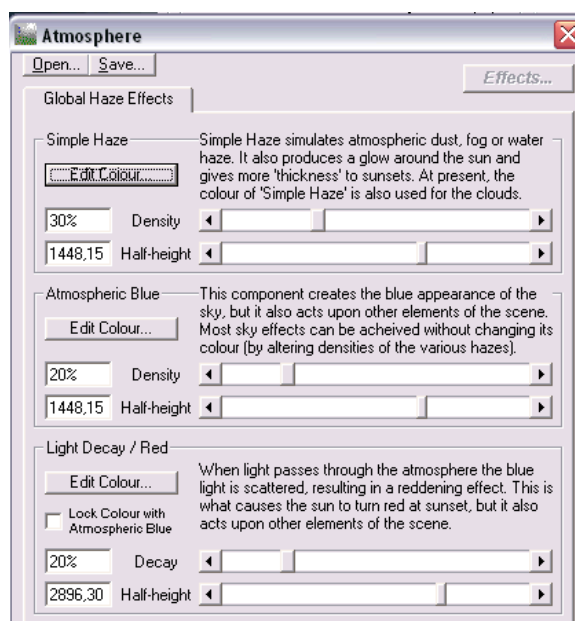 Atmosphere
Open... Save...
Effects...
Global Haze Effects
Simple Haze
Simple Haze simulates atmospheric dust, fog or water
haze. It also produces a glow around the sun and
gives more 'thickness' to sunsets. At present, the
colour of 'Simple Haze' is also used for the clouds.
Edit Colour...
30% Density
1448,15 Half-height
Atmospheric Blue
This component creates the blue appearance of the
sky, but it also acts upon other elements of the scene.
Most sky effects can be acheived without changing its
colour (by altering densities of the various hazes).
Edit Colour...
20% Density
1448,15 Half-height
Light Decay / Red
When light passes through the atmosphere the blue
light is scattered, resulting in a reddening effect. This is
what causes the sun to turn red at sunset, but it also
acts upon other elements of the scene.
Edit Colour...
Lock Colour with
Atmospheric Blue
20% Decay
2896,30 Half-height